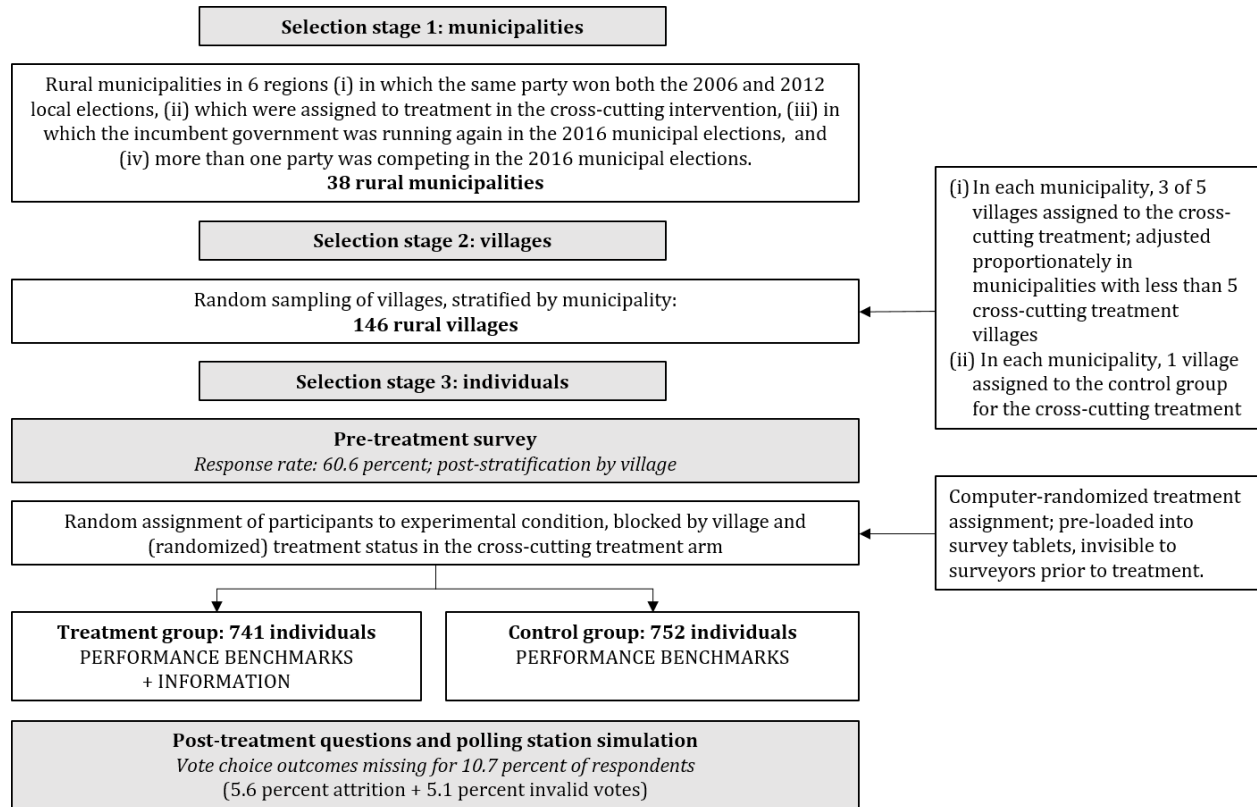 Selection stage 1: municipalities
Rural municipalities in 6 regions (i) in which the same party won both the 2006 and 2012
local elections, (ii) which were assigned to treatment in the cross-cutting intervention, (iii) in
which the incumbent government was running again in the 2016 municipal elections, and
(iv) more than one party was competing in the 2016 municipal elections.
38 rural municipalities
Selection stage 2: villages
Random sampling of villages, stratified by municipality:
146 rural villages
(i) In each municipality, 3 of 5
villages assigned to the cross-
cutting treatment; adjusted
proportionately in
municipalities with less than 5
cross-cutting treatment
villages
(ii) In each municipality, 1 village
assigned to the control group
for the cross-cutting treatment
Selection stage 3: individuals
Pre-treatment survey
Response rate: 60.6 percent; post-stratification by village
Random assignment of participants to experimental condition, blocked by village and
(randomized) treatment status in the cross-cutting treatment arm
Computer-randomized treatment
assignment; pre-loaded into
survey tablets, invisible to
surveyors prior to treatment.
Treatment group: 741 individuals
PERFORMANCE BENCHMARKS
+ INFORMATION
Control group: 752 individuals
PERFORMANCE BENCHMARKS
Post-treatment questions and polling station simulation
Vote choice outcomes missing for 10.7 percent of respondents
(5.6 percent attrition + 5.1 percent invalid votes)